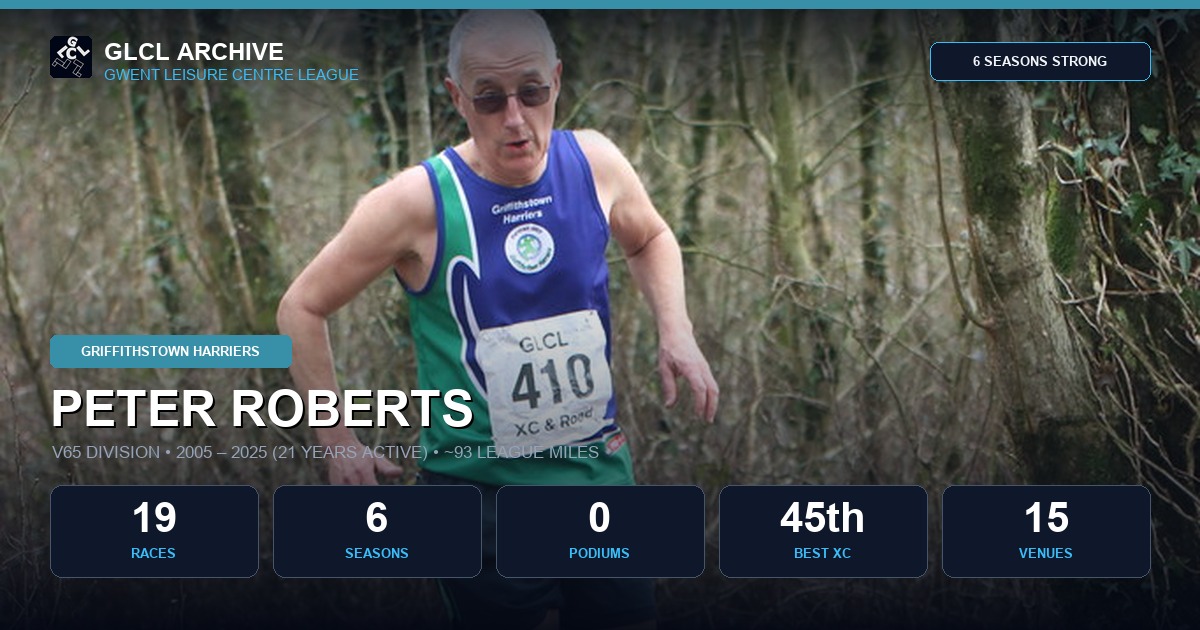 GLCL ARCHIVE
GWENT LEISURE CENTRE LEAGUE
6 SEASONS STRONG
Griffithstown
Harriers
GLCL
410
XC & Road
GRIFFITHSTOWN HARRIERS
PETER ROBERTS
V65 DIVISION • 2005 – 2025 (21 YEARS ACTIVE) • ~93 LEAGUE MILES
19
RACES
6
SEASONS
0
PODIUMS
45th
BEST XC
15
VENUES